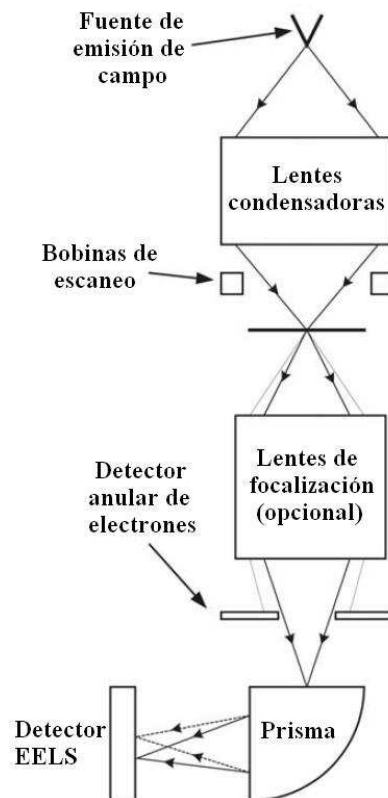 Fuente de
emisión de
campo
Lentes
condensadoras
Bobinas de
escaneo
Lentes de
focalización
(opcional)
Detector
anular de
electrones
Detector
EELS
Prisma